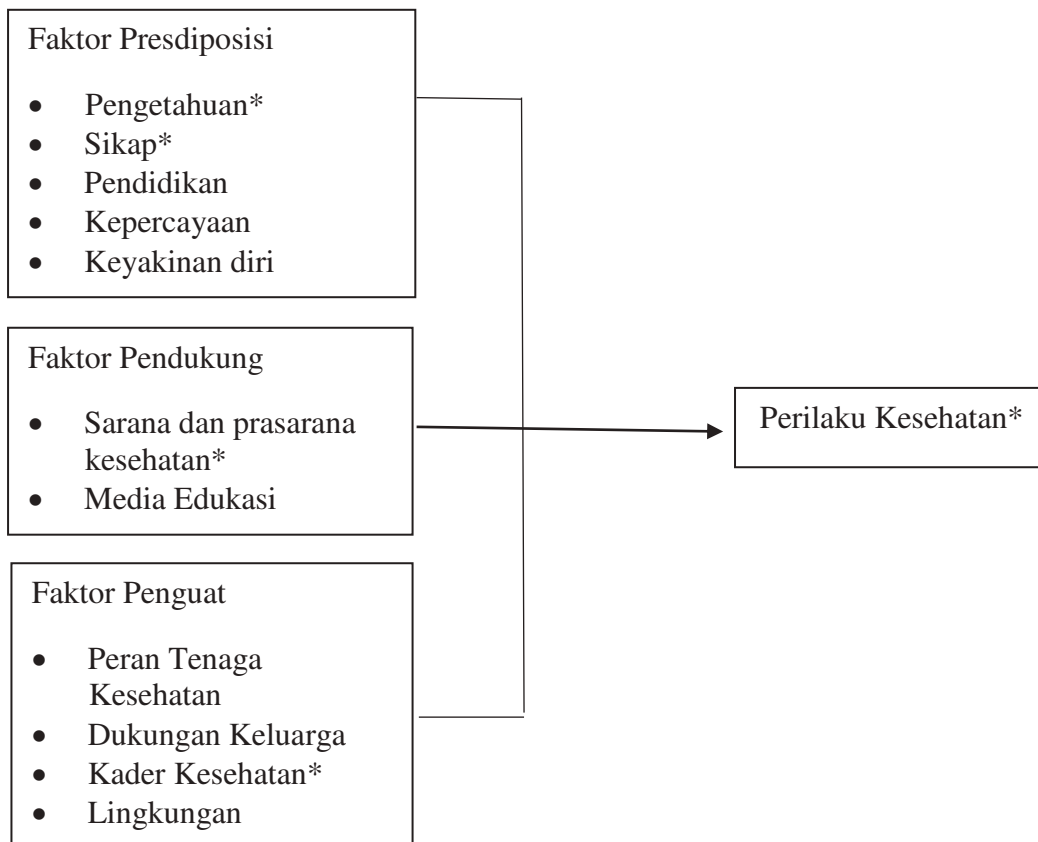 Faktor Presdiposisi
• Pengetahuan*
• Sikap*
• Pendidikan
• Kepercayaan
• Keyakinan diri
Faktor Pendukung
• Sarana dan prasarana
kesehatan*
• Media Edukasi
Perilaku Kesehatan*
Faktor Penguat
• Peran Tenaga
Kesehatan
• Dukungan Keluarga
• Kader Kesehatan*
• Lingkungan